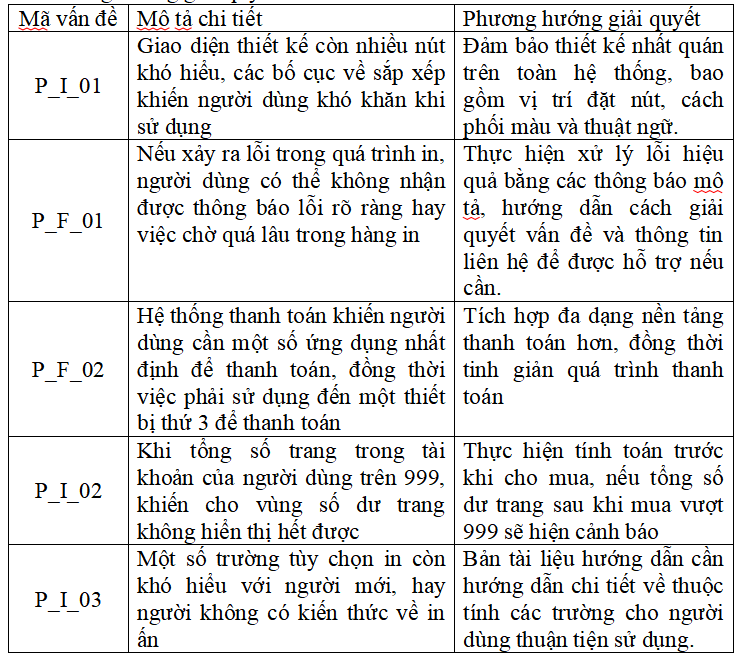 Mã vấn đề
Mô tả chi tiết
Phương hướng giải quyết
P_I_01
Giao diện thiết kế còn nhiều nút
khó hiểu, các bố cục về sắp xếp
khiến người dùng khó khăn khi
sử dụng
Đảm bảo thiết kế nhất quán
trên toàn hệ thống, bao
gồm vị trí đặt nút, cách
phối màu và thuật ngữ.
P_F_01
Nếu xảy ra lỗi trong quá trình in,
người dùng có thể không nhận
được thông báo lỗi rõ ràng hay
việc chờ quá lâu trong hàng in
Thực hiện xử lý lỗi hiệu
quả bằng các thông báo mô
tả, hướng dẫn cách giải
quyết vấn đề và thông tin
liên hệ để được hỗ trợ nếu
cần.
P_F_02
Hệ thống thanh toán khiến người
dùng cần một số ứng dụng nhất
định để thanh toán, đồng thời
việc phải sử dụng đến một thiết
bị thứ 3 để thanh toán
Tích hợp đa dạng nền tảng
thanh toán hơn, đồng thời
tinh giản quá trình thanh
toán
P_I_02
Khi tổng số trang trong tài
khoản của người dùng trên 999,
khiến cho vùng số dư trang
không hiển thị hết được
Thực hiện tính toán trước
khi cho mua, nếu tổng số
dư trang sau khi mua vượt
999 sẽ hiện cảnh báo
P_I_03
Một số trường tùy chọn in còn
khó hiểu với người mới, hay
người không có kiến thức về in
ấn
Bản tài liệu hướng dẫn cần
hướng dẫn chi tiết về thuộc
tính các trường cho người
dùng thuận tiện sử dụng.